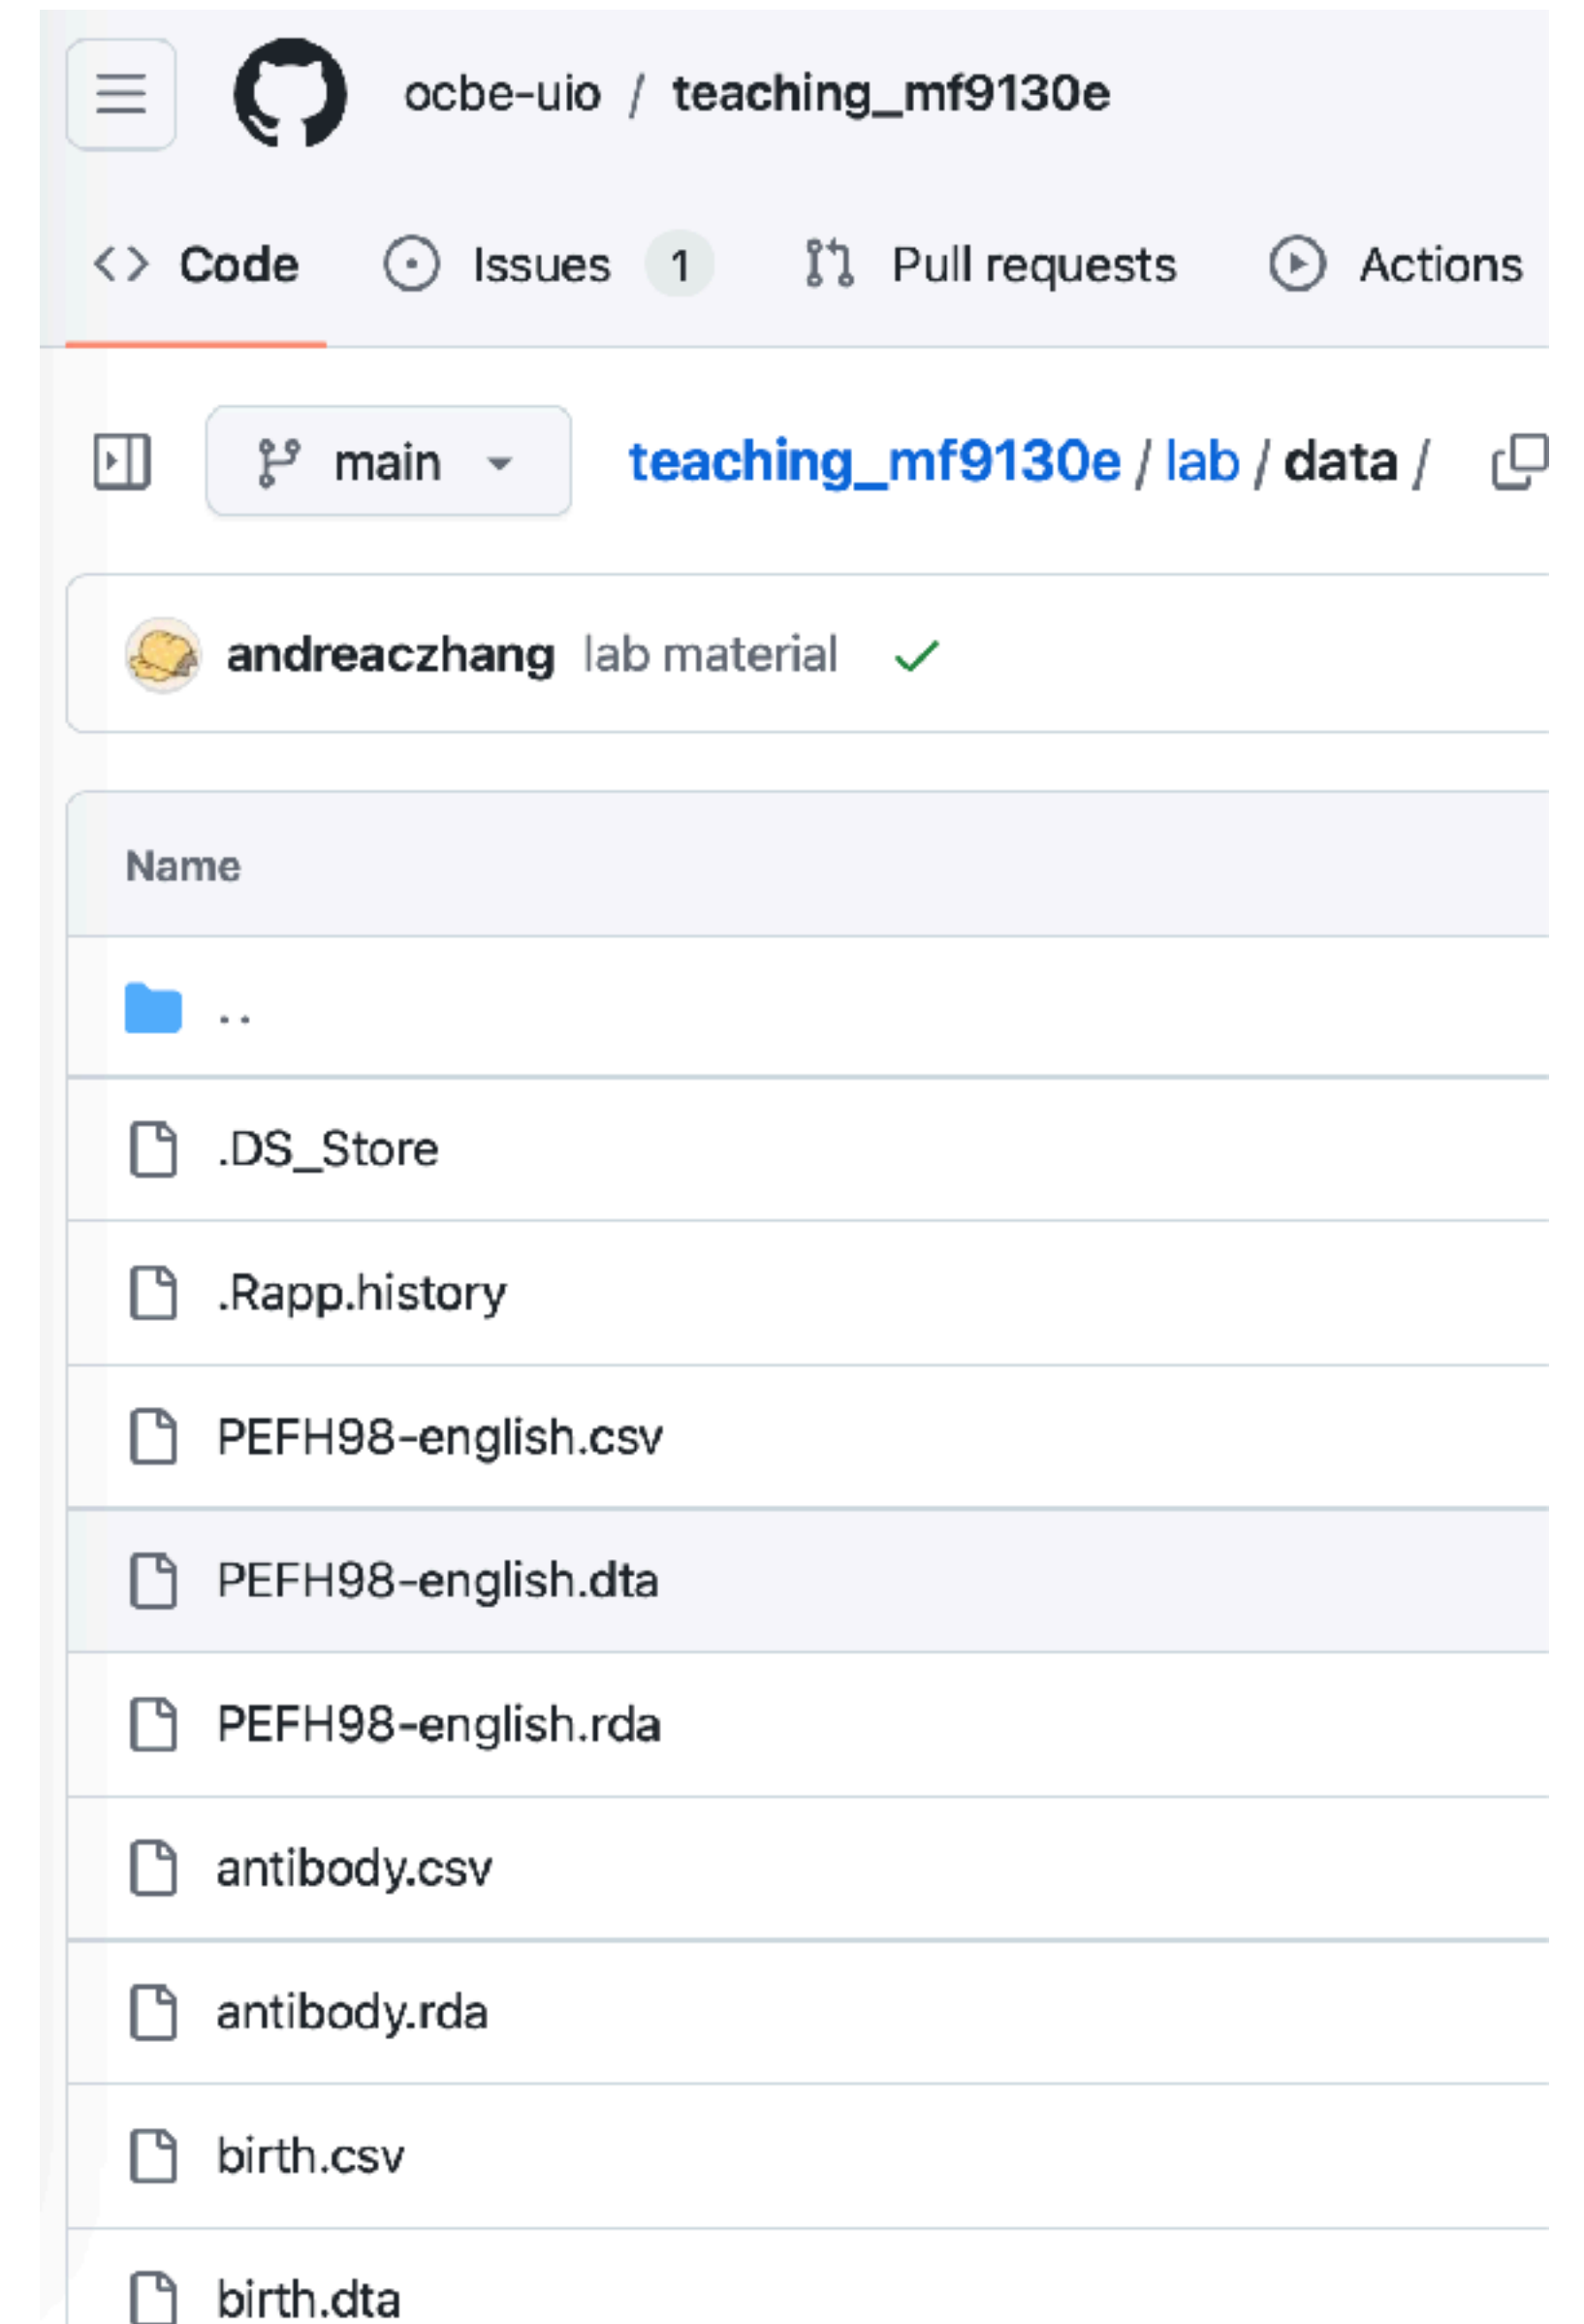 ocbe-uio / teaching_mf9130e
Code Issues 1 Pull requests Actions
main teaching_mf9130e / lab / data /
andreaczhang lab material
Name
..
.DS_Store
.Rapp.history
PEFH98-english.csv
PEFH98-english.dta
PEFH98-english.rda
antibody.csv
antibody.rda
birth.csv
birth.dta